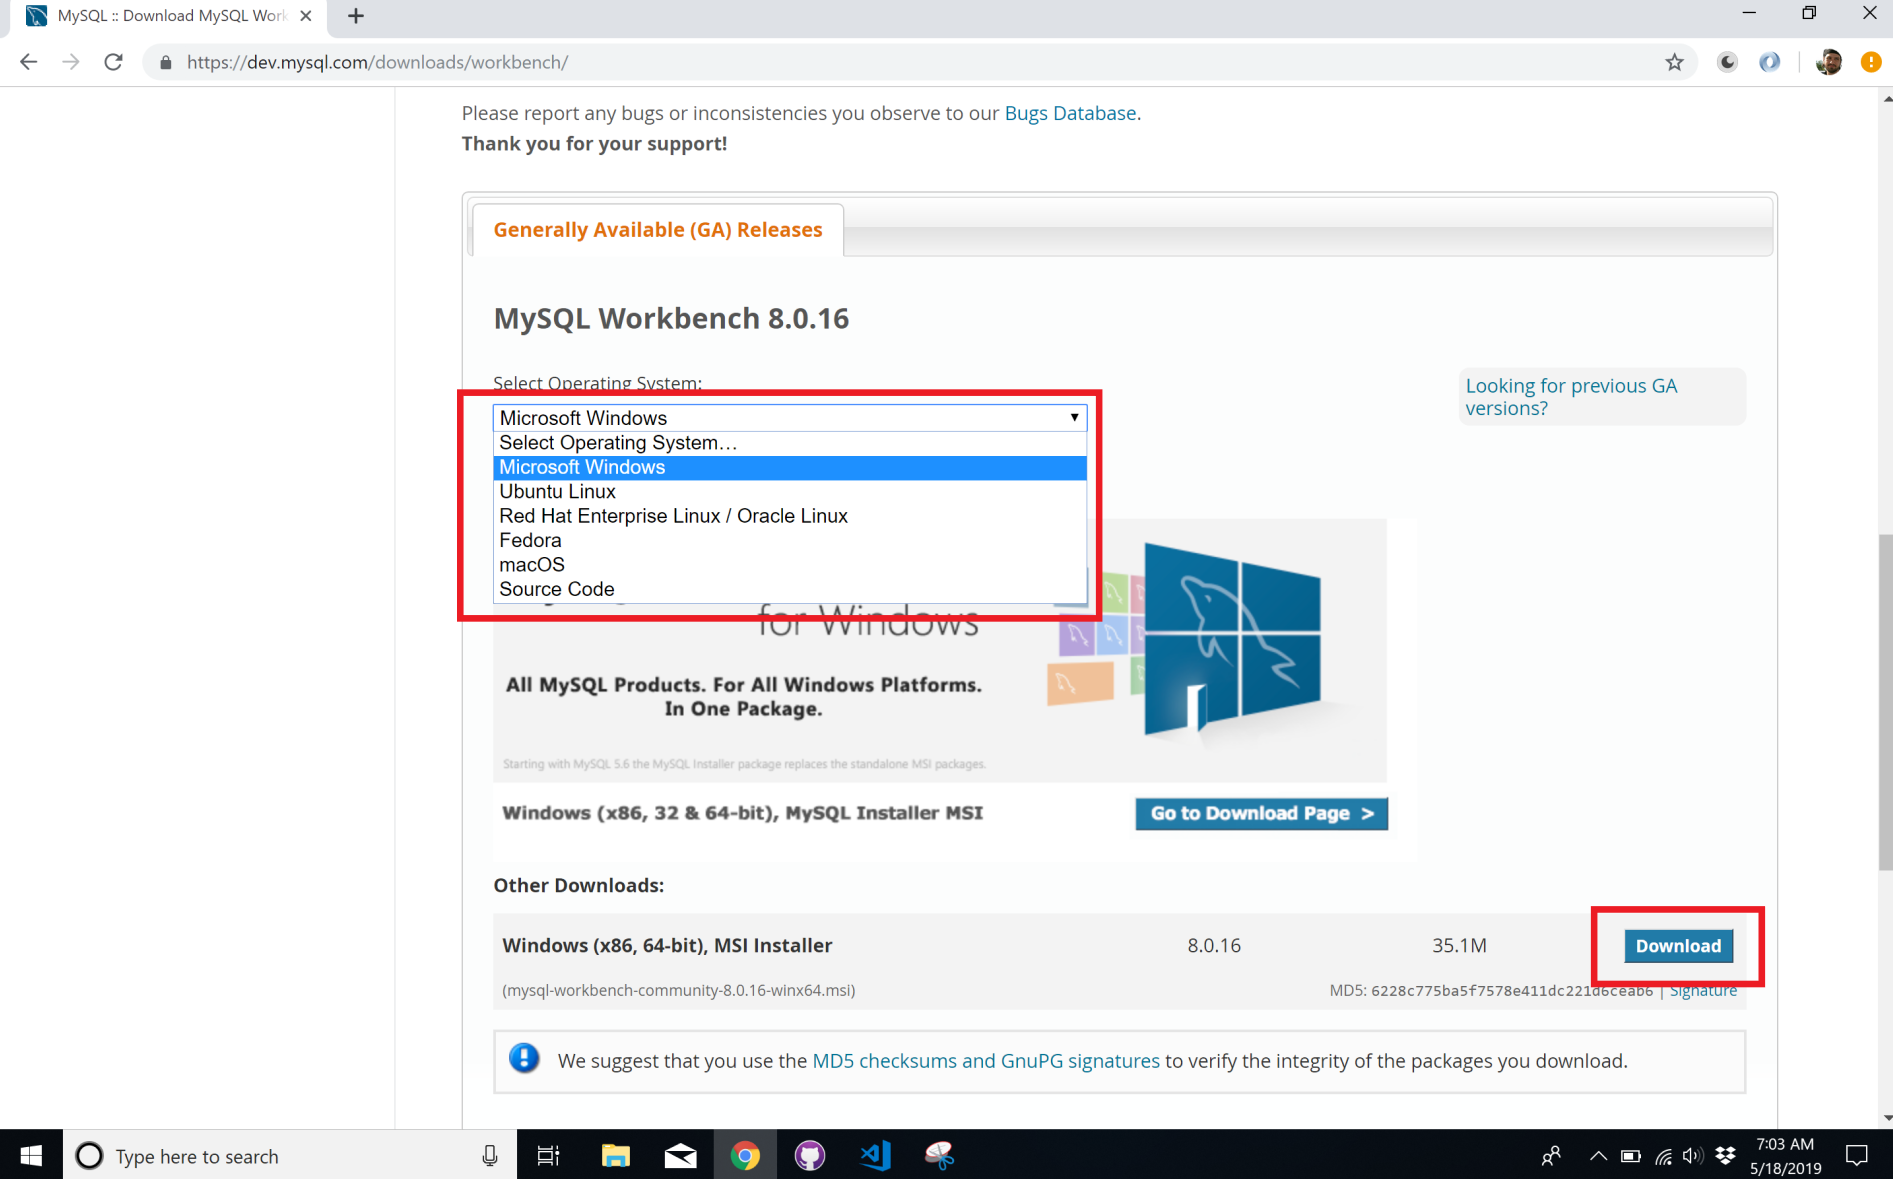 MySQL :: Download MySQL Work
https://dev.mysql.com/downloads/workbench/
Please report any bugs or inconsistencies you observe to our Bugs Database.
Thank you for your support!
Generally Available (GA) Releases
MySQL Workbench 8.0.16
Select Operating System:
Looking for previous GA
versions?
Microsoft Windows
Select Operating System...
Microsoft Windows
Ubuntu Linux
Red Hat Enterprise Linux / Oracle Linux
Fedora
macOS
Source Code
for Windows
All MySQL Products. For All Windows Platforms.
In One Package.
Starting with MySQL 5.6 the MySQL Installer package replaces the standalone MSI packages.
Windows (x86, 32 & 64-bit), MySQL Installer MSI
Go to Download Page >
Other Downloads:
Windows (x86, 64-bit), MSI Installer 8.0.16 35.1M Download
(mysql-workbench-community-8.0.16-winx64.msi) MD5: 6228c775ba5f7578e411dc221d6ceab6 | Signature
We suggest that you use the MD5 checksums and GnuPG signatures to verify the integrity of the packages you download.
Type here to search
7:03 AM
5/18/2019